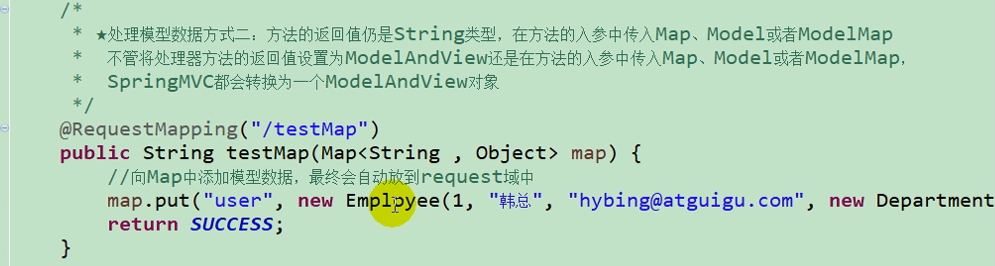 /*
* ★处理模型数据方式二：方法的返回值仍是String类型，在方法的入参中传入Map、Model或者ModelMap
* 不管将处理器方法的返回值设置为ModelAndView还是在方法的入参中传入Map、Model或者ModelMap，
* SpringMVC都会转换为一个ModelAndView对象
*/
@RequestMapping("/testMap")
public String testMap(Map<String , Object> map) {
//向Map中添加模型数据，最终会自动放到request域中
map.put("user", new Emplpyee(1, "韩总", "hybing@atguigu.com", new Department
return SUCCESS;
}